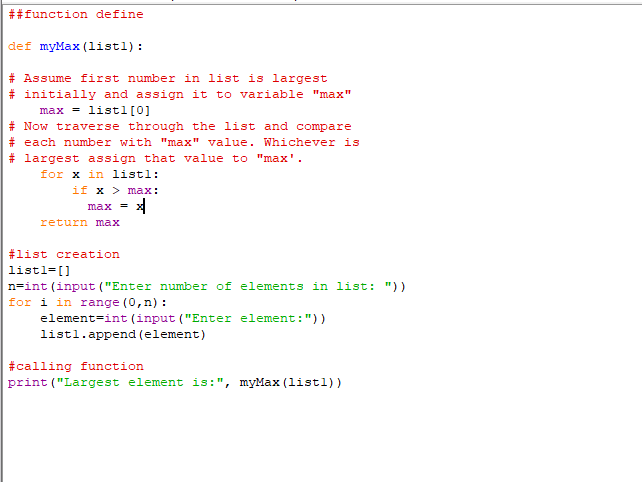 ##function define
def myMax(list1):
# Assume first number in list is largest
# initially and assign it to variable "max"
    max = list1[0]
# Now traverse through the list and compare
# each number with "max" value. Whichever is
# largest assign that value to "max'.
    for x in list1:
        if x > max:
          max = x
    return max
#list creation
list1=[]
n=int(input("Enter number of elements in list: "))
for i in range(0,n):
    element=int(input("Enter element:"))
    list1.append(element)
#calling function
print("Largest element is:", myMax(list1))